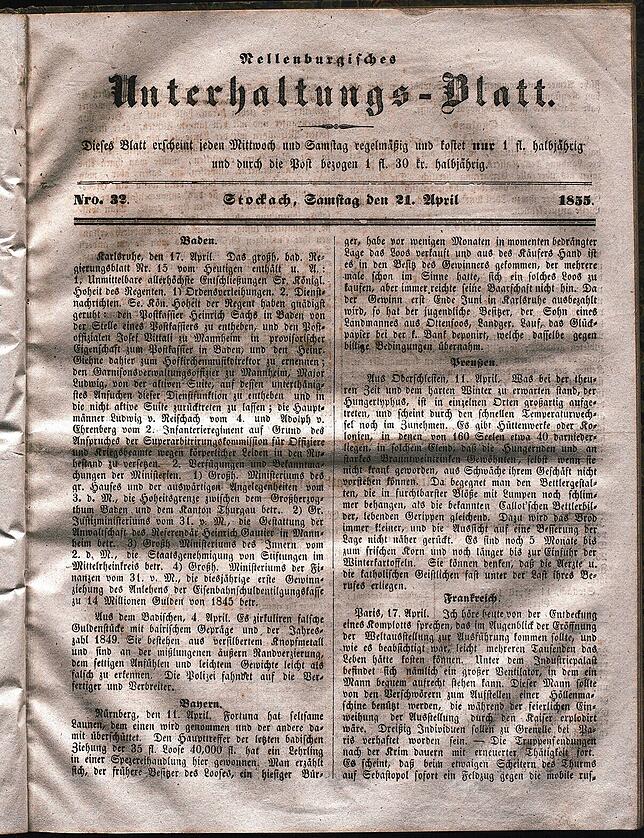 Nellenburgisches
Unterhaltungs-Blatt.
Dieses Blatt erscheint jeden Mittwoch und Samstag regelmäßig und kostet nur 1 fl. halbjährig
und durch die Post bezogen 1 fl. 30 kr. halbjährig.
Nro. 32. Stockach, Samstag den 21. April 1855.
Baden.
Karlsruhe, den 17. April. Das großh. bad. Re-
gierungsblatt Nr. 15 vom Heutigen enthält u. A.:
1. Unmittelbare allerhöchste Entschließungen Sr. Königl.
Hoheit des Regenten. 1) Ordensverleihungen. 2. Dienst-
nachrichten. Se. Kön. Hoheit der Regent haben gnädigst
geruht: den Postkassier Heinrich Sachs in Baden von
der Stelle eines Postkassiers zu entheben, und den Post-
offizialen Josef Vittali zu Mannheim in provisorischer
Eigenschaft zum Postkassier in Baden, und den Heinr.
Giehne dahier zum Hofkirchenmusikdirektor zu ernennen;
den Garnisonsverwaltungsoffizier zu Mannheim, Major
Ludwig, von der aktiven Suite, auf dessen unterthänig-
stes Ansuchen dieser Dienstfunktion zu entheben und in
die nicht aktive Suite zurücktreten zu lassen; die Haupt-
männer Ludwig v. Reischach vom 4. und Adolph v.
Ehrenberg vom 2. Infanterieregiment auf Grund des
Anspruches der Superarbitrirungskommission für Offiziere
und Kriegsbeamte wegen körperlicher Leiden in den Ru-
hestand zu versetzen. 2. Verfügungen und Bekanntma-
chungen der Ministerien. 1) Großh. Ministeriums des
gr. Hauses und der auswärtigen Angelegenheiten vom
3. d. M., die Hoheitsgrenze zwischen dem Großherzog-
thum Baden und dem Kanton Thurgau betr. 2) Gr.
Justizministeriums vom 31. v. M., die Gestattung der
Anwaltschaft des Referendär Heinrich Gautier in Mann-
heim betr. 3) Großh. Ministeriums des Innern vom
2. d. M., die Staatsgenehmigung von Stiftungen im
Mittelrheinkreis betr. 4) Großh. Ministeriums der Fi-
nanzen vom 31. v. M., die diesjährige erste Gewinn-
ziehung des Anlehens der Eisenbahnschuldentilgungskasse
zu 14 Millionen Gulden von 1845 betr.
Aus dem Badischen, 4. April. Es zirkuliren falsche
Guldenstücke mit bairischem Gepräge und der Jahres-
zahl 1849. Sie bestehen aus versilbertem Knopfmetall
und sind an der mißlungenen äußern Randverzierung,
dem fettigen Anfühlen und leichtem Gewichte leicht als
falsch zu erkennen. Die Polizei fahndet auf die Ver-
fertiger und Verbreiter.
Bayern.
Nürnberg, den 11. April. Fortuna hat seltsame
Launen, dem einen wird genommen und der andere da-
mit überschüttet. Den Haupttreffer der letzten badischen
Ziehung der 35 fl. Loose 40,000 fl. hat ein Lehrling
in einer Spezereihandlung hier gewonnen. Man erzählt
sich, der frühere Besitzer des Looses, ein hiesiger Bür-
ger, habe vor wenigen Monaten in momenten bedrängter
Lage das Loos verkauft und aus des Käufers Hand ist
es in den Besitz des Gewinners gekommen, der mehrere
male schon im Sinne hatte, sich ein solches Loos zu
kaufen, aber immer reichte seine Baarschaft nicht hin. Da
der Gewinn erst Ende Juni in Karlsruhe ausbezahlt
wird, so hat der jugendliche Besitzer, der Sohn eines
Landmannes aus Ottensoos, Landger. Lauf, das Glück-
papier bei der k. Bank deponirt, welche dasselbe gegen
billige Bedingungen übernahm.
Preußen.
Aus Oberschlesien, 11. April. Was bei der theu-
ren Zeit und dem harten Winter zu erwarten stand, der
Hungertyphus, ist in einzelnen Orten großartig aufge-
treten, und scheint durch den schnellen Temperaturwech-
sel noch im Zunehmen. Es gibt Hüttenwerke oder Ko-
lonien, in denen von 160 Seelen etwa 40 darnieder-
liegen, in solchem Elend, daß die Hungernden und an
starkes Branntweintrinken Gewöhnten, selbst wenn sie
nicht krank geworden, aus Schwäche ihrem Geschäft nicht
vorstehen können. Da begegnet man den Bettlergestal-
ten, die in furchtbarster Blöße mit Lumpen noch schlim-
mer behangen, als die bekannten Callot'schen Bettlerbil-
der, lebenden Gerippen gleichen. Dazu wird das Brod
immer kleiner, und die Aussicht auf Besserung der
Lage nicht näher gerückt. Es sind noch 5 Monate bis
zum frischen Korn und noch länger bis zur Einfuhr der
Winterkartoffeln. Sie können denken, daß die Aerzte u.
die katholischen Geistlichen fast unter der Last ihres Be-
rufes erliegen.
Frankreich.
Paris, 17. April. Ich höre heute von der Entdeckung
eines Komplotts sprechen, das im Augenblick der Eröffnung
der Weltausstellung zur Ausführung kommen sollte, und
wie es beabsichtigt war, leicht mehreren Tausenden das
Leben hätte kosten können. Unter dem Industriepalast
befindet sich nämlich ein großer Ventilator, in dem ein
Mann bequem aufrecht stehen kann. Dieser Mann sollte
von den Verschwörern zum Aufstellen einer Höllenma-
schine benützt werden, die während der feierlichen Ein-
weihung der Ausstellung durch den Kaiser explodirt
wäre. Dreißig Individuen sollen zu Grenelle bei Pa-
ris verhaftet worden sein. — Die Truppensendungen
nach der Krim dauern mit erneuerter Thätigkeit fort.
Es scheint, daß beim etwaigen Scheitern des Sturms
auf Sebastopol sofort ein Feldzug gegen die mobile ruf.